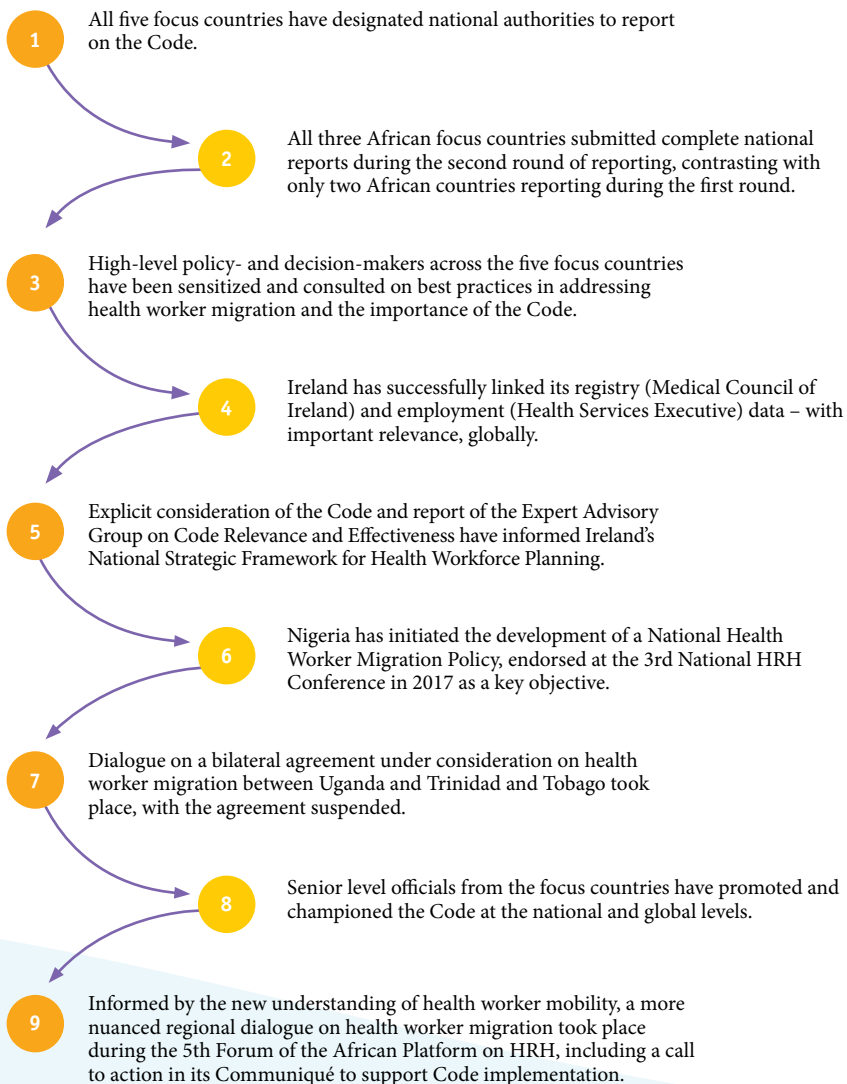 1
All five focus countries have designated national authorities to report
on the Code.
2
All three African focus countries submitted complete national
reports during the second round of reporting, contrasting with
only two African countries reporting during the first round.
3
High-level policy- and decision-makers across the five focus countries
have been sensitized and consulted on best practices in addressing
health worker migration and the importance of the Code.
4
Ireland has successfully linked its registry (Medical Council of
Ireland) and employment (Health Services Executive) data – with
important relevance, globally.
5
Explicit consideration of the Code and report of the Expert Advisory
Group on Code Relevance and Effectiveness have informed Ireland’s
National Strategic Framework for Health Workforce Planning.
6
Nigeria has initiated the development of a National Health
Worker Migration Policy, endorsed at the 3rd National HRH
Conference in 2017 as a key objective.
7
Dialogue on a bilateral agreement under consideration on health
worker migration between Uganda and Trinidad and Tobago took
place, with the agreement suspended.
8
Senior level officials from the focus countries have promoted and
championed the Code at the national and global levels.
9
Informed by the new understanding of health worker mobility, a more
nuanced regional dialogue on health worker migration took place
during the 5th Forum of the African Platform on HRH, including a call
to action in its Communiqué to support Code implementation.